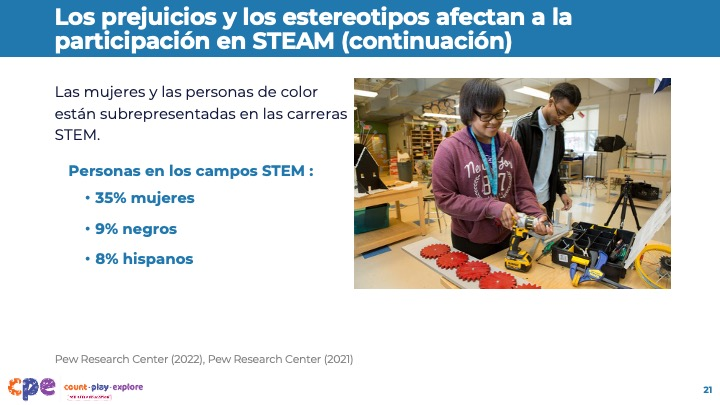 Los prejuicios y los estereotipos afectan a la
participación en STEAM (continuación)
Las mujeres y las personas de color
están subrepresentadas en las carreras
STEM.
Personas en los campos STEM :
• 35% mujeres
• 9% negros
• 8% hispanos
Pew Research Center (2022), Pew Research Center (2021)
cpe
count·play·explore
21